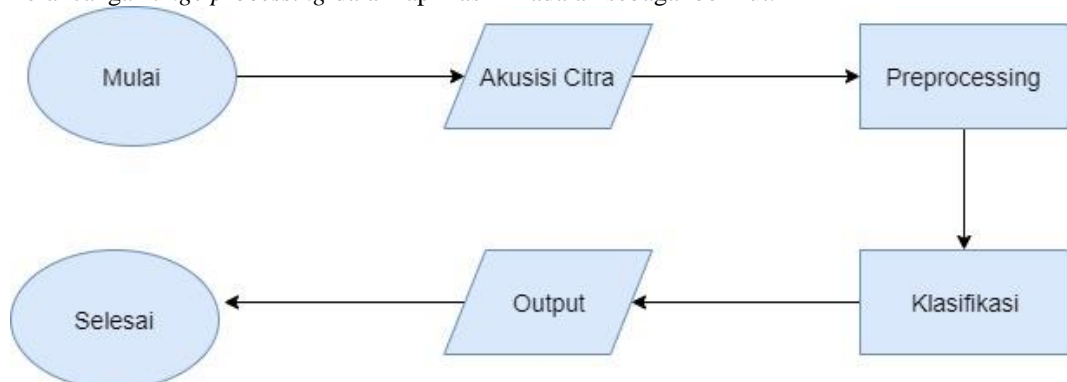 Mulai
Akusisi Citra
Preprocessing
Klasifikasi
Output
Selesai